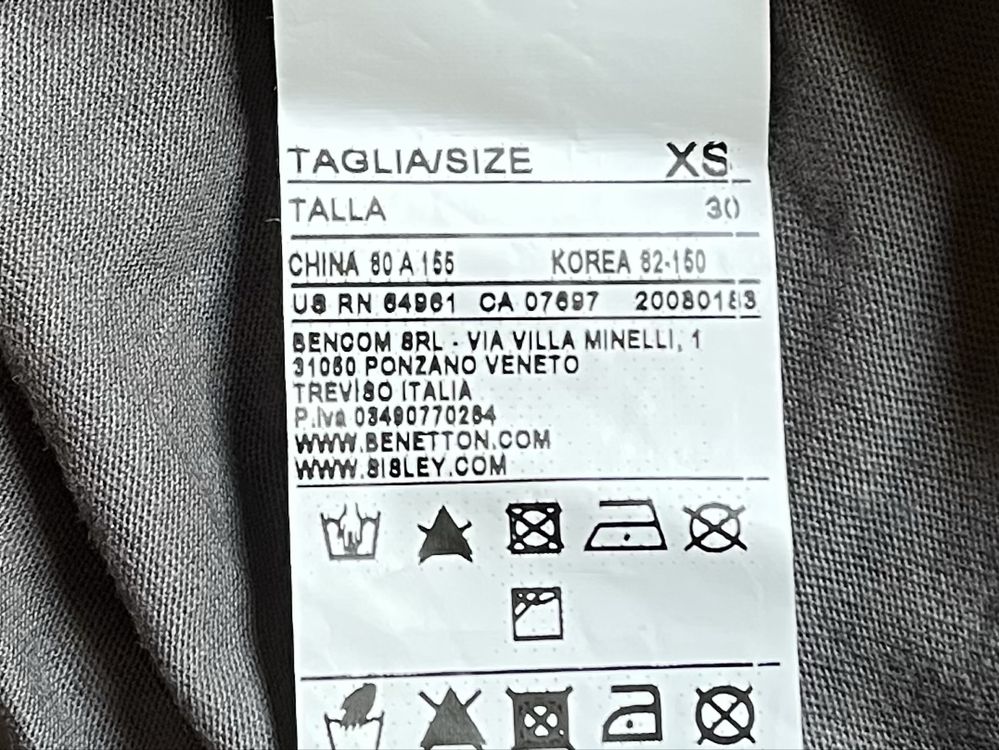 TAGLIA/SIZE XS
TALLA 30
CHINA 80 A 155 KOREA 82-150
US RN 64961 CA 07697 20080183
BENCOM SRL - VIA VILLA MINELLI, 1
31050 PONZANO VENETO
TREVISO ITALIA
P.Iva 03490770264
WWW.BENETTON.COM
WWW.SISLEY.COM